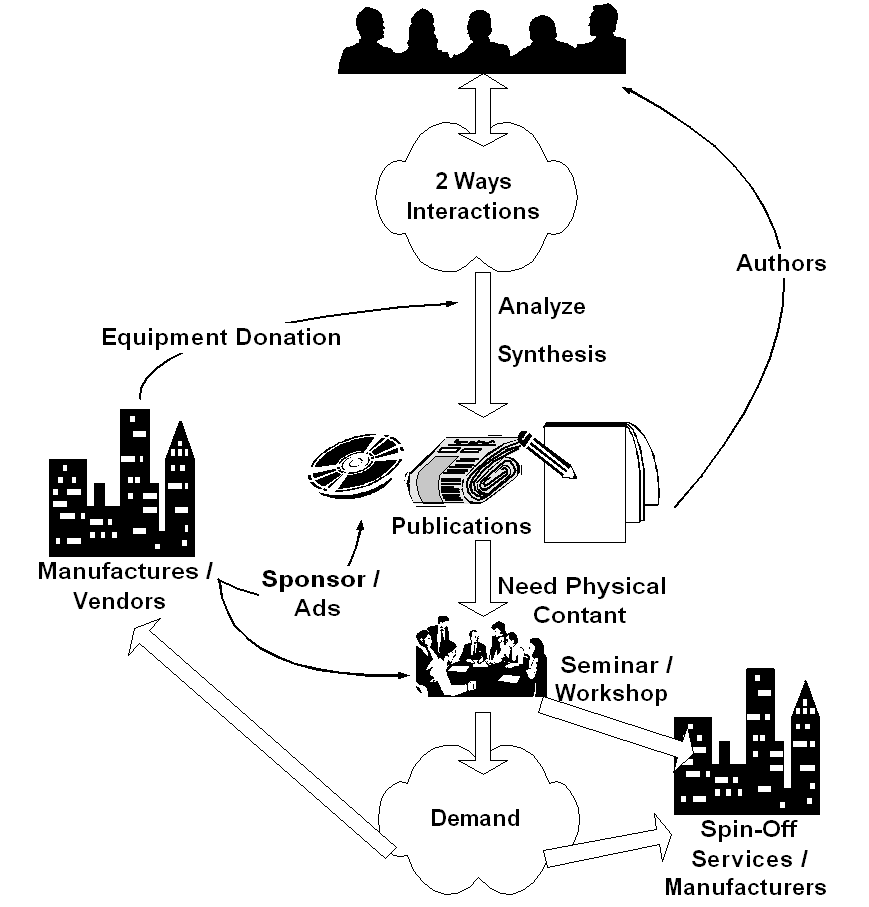 2 Ways
Interactions
Authors
Analyze
Equipment Donation
Synthesis
Publications
Manufactures /
Vendors
Sponsor /
Ads
Need Physical
Contant
Seminar /
Workshop
Demand
Spin-Off
Services /
Manufacturers